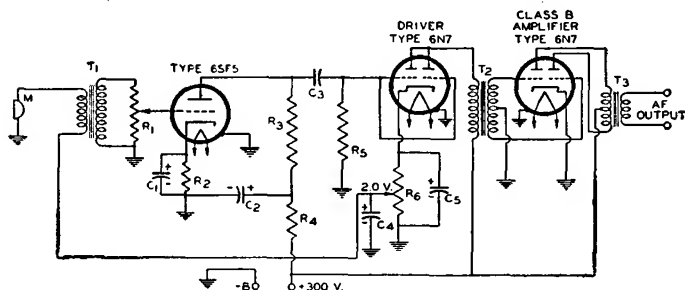 DRIVER
TYPE 6N7
CLASS B
AMPLIFIER
TYPE 6N7
T1
TYPE 6SF5
M
R1
C3
T2
T3
R3
R5
AF
OUTPUT
C1
R2
C2
2.0 V.
R6
C5
R4
C4
-B
+300 V.